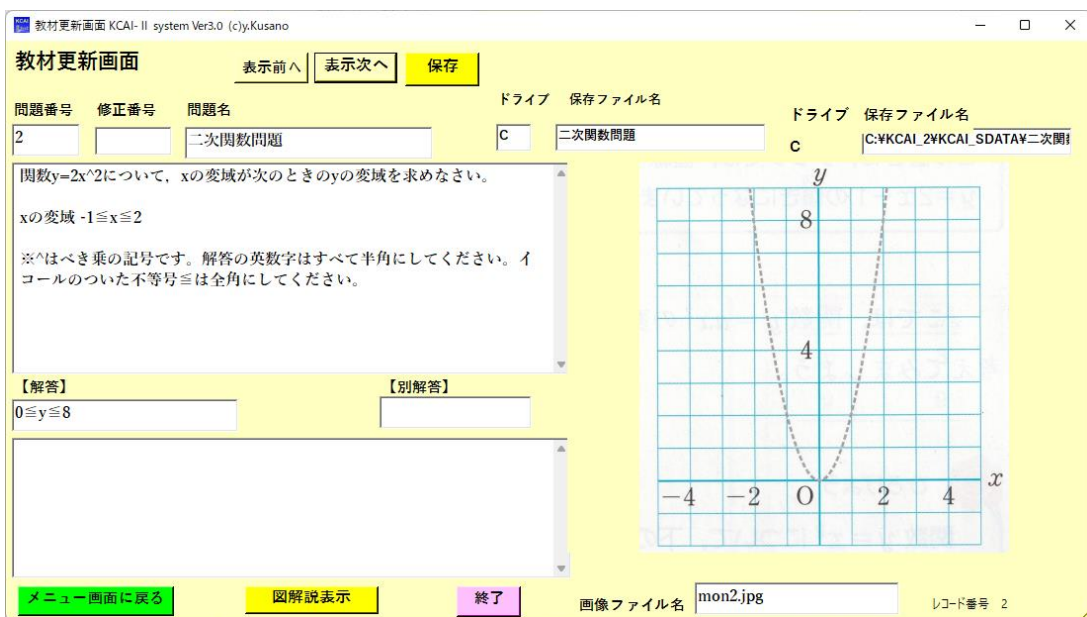 教材更新画面 KCAI-Ⅱ system Ver3.0 (c)y.Kusano
教材更新画面
表示前へ
表示次へ
保存
問題番号
修正番号
問題名
ドライブ
保存ファイル名
ドライブ
保存ファイル名
2
二次関数問題
C
二次関数問題
C
C:¥KCAI_2¥KCAI_SDATA¥二次関
関数y=2x^2について，xの変域が次のときのyの変域を求めなさい。
xの変域 -1≦x≦2
※^はべき乗の記号です。解答の英数字はすべて半角にしてください。イ
コールのついた不等号≦は全角にしてください。
y
8
4
-4
-2
O
2
4
x
【解答】
【別解答】
0≦y≦8
メニュー画面に戻る
図解説表示
終了
画像ファイル名
mon2.jpg
レコード番号 2